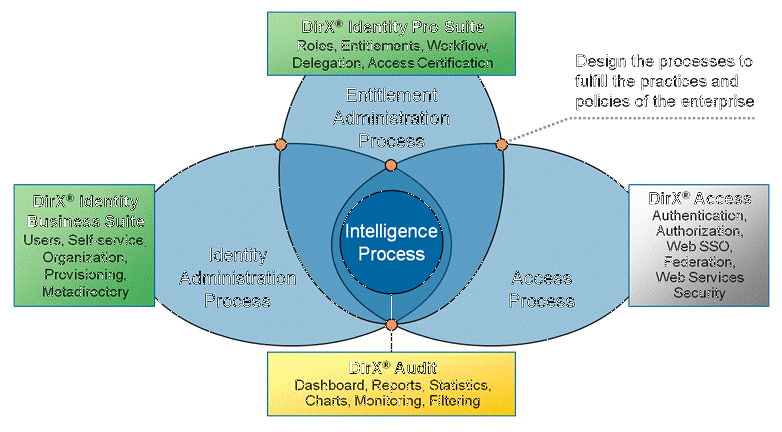 DirX® Identity Pro Suite
Roles, Entitlements, Workflow,
Delegation, Access Certification
Design the processes to
fulfill the practices and
policies of the enterprise
Entitlement
Administration
Process
DirX® Identity
Business Suite
Users, Self-service,
Organization,
Provisioning,
Metadirectory
Identity
Administration
Process
Intelligence
Process
Access
Process
DirX® Access
Authentication,
Authorization,
Web SSO,
Federation,
Web Services
Security
DirX® Audit
Dashboard, Reports, Statistics,
Charts, Monitoring, Filtering